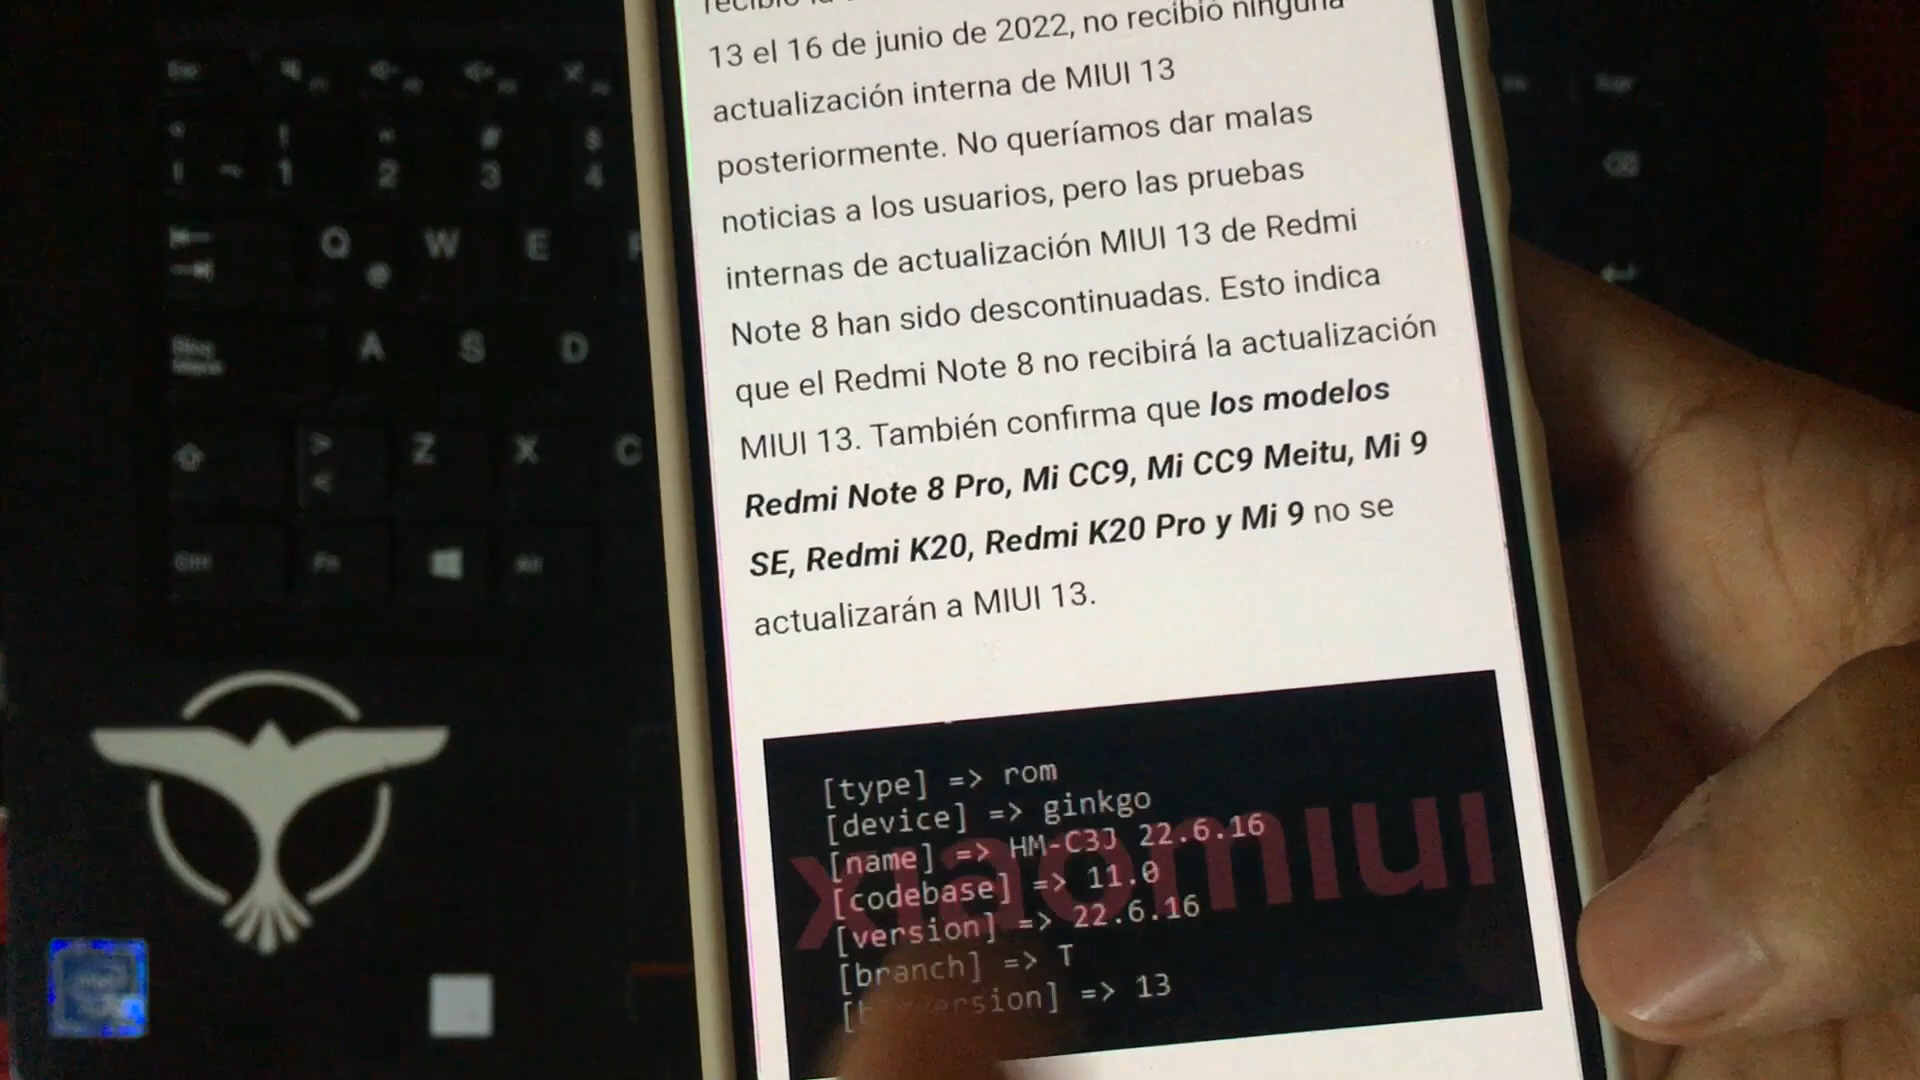 13 el 16 de junio de 2022, no recibió ninguna
actualización interna de MIUI 13
posteriormente. No queríamos dar malas
noticias a los usuarios, pero las pruebas
internas de actualización MIUI 13 de Redmi
Note 8 han sido descontinuadas. Esto indica
que el Redmi Note 8 no recibirá la actualización
MIUI 13. También confirma que los modelos
Redmi Note 8 Pro, Mi CC9, Mi CC9 Meitu, Mi 9
SE, Redmi K20, Redmi K20 Pro y Mi 9 no se
actualizarán a MIUI 13.
xiaomiui
[type] => rom
[device] => ginkgo
[name] => HM-C3J 22.6.16
[codebase] => 11.0
[version] => 22.6.16
[branch] => T
=> 13
! " # $
1 2 3 4
Q W E
@
A S D
> Z X C
<
Ctrl Fn Alt